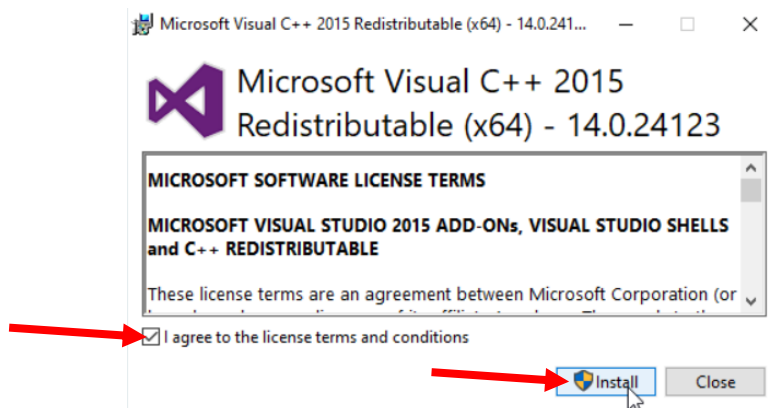 Microsoft Visual C++ 2015 Redistributable (x64) - 14.0.241...
Microsoft Visual C++ 2015
Redistributable (x64) - 14.0.24123
MICROSOFT SOFTWARE LICENSE TERMS
MICROSOFT VISUAL STUDIO 2015 ADD-ONs, VISUAL STUDIO SHELLS
and C++ REDISTRIBUTABLE
These license terms are an agreement between Microsoft Corporation (or
I agree to the license terms and conditions
Install Close